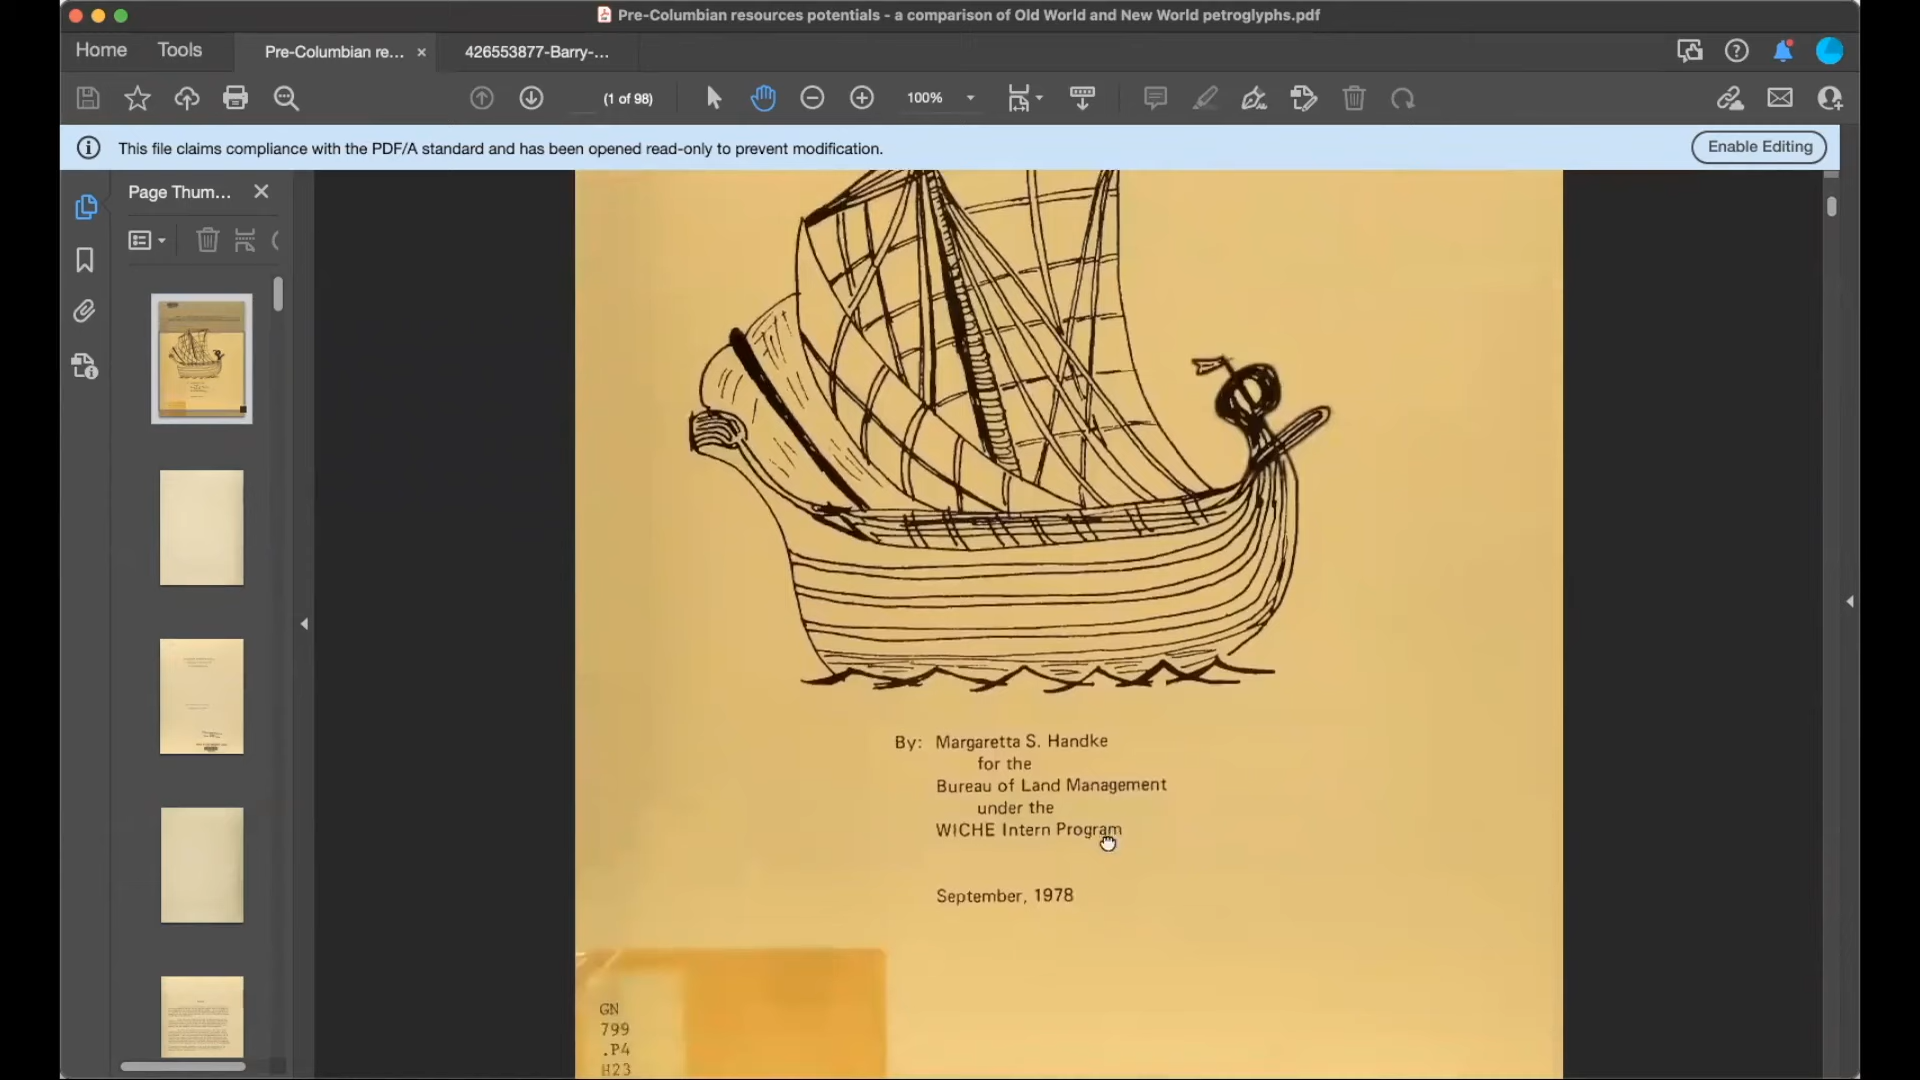 Pre-Columbian resources potentials - a comparison of Old World and New World petroglyphs.pdf
Home
Tools
Pre-Columbian re...
426553877-Barry-...
(1 of 98)
100%
This file claims compliance with the PDF/A standard and has been opened read-only to prevent modification.
Enable Editing
Page Thum...
By: Margaretta S. Handke
for the
Bureau of Land Management
under the
WICHE Intern Program
September, 1978
GN
799
.P4
H23